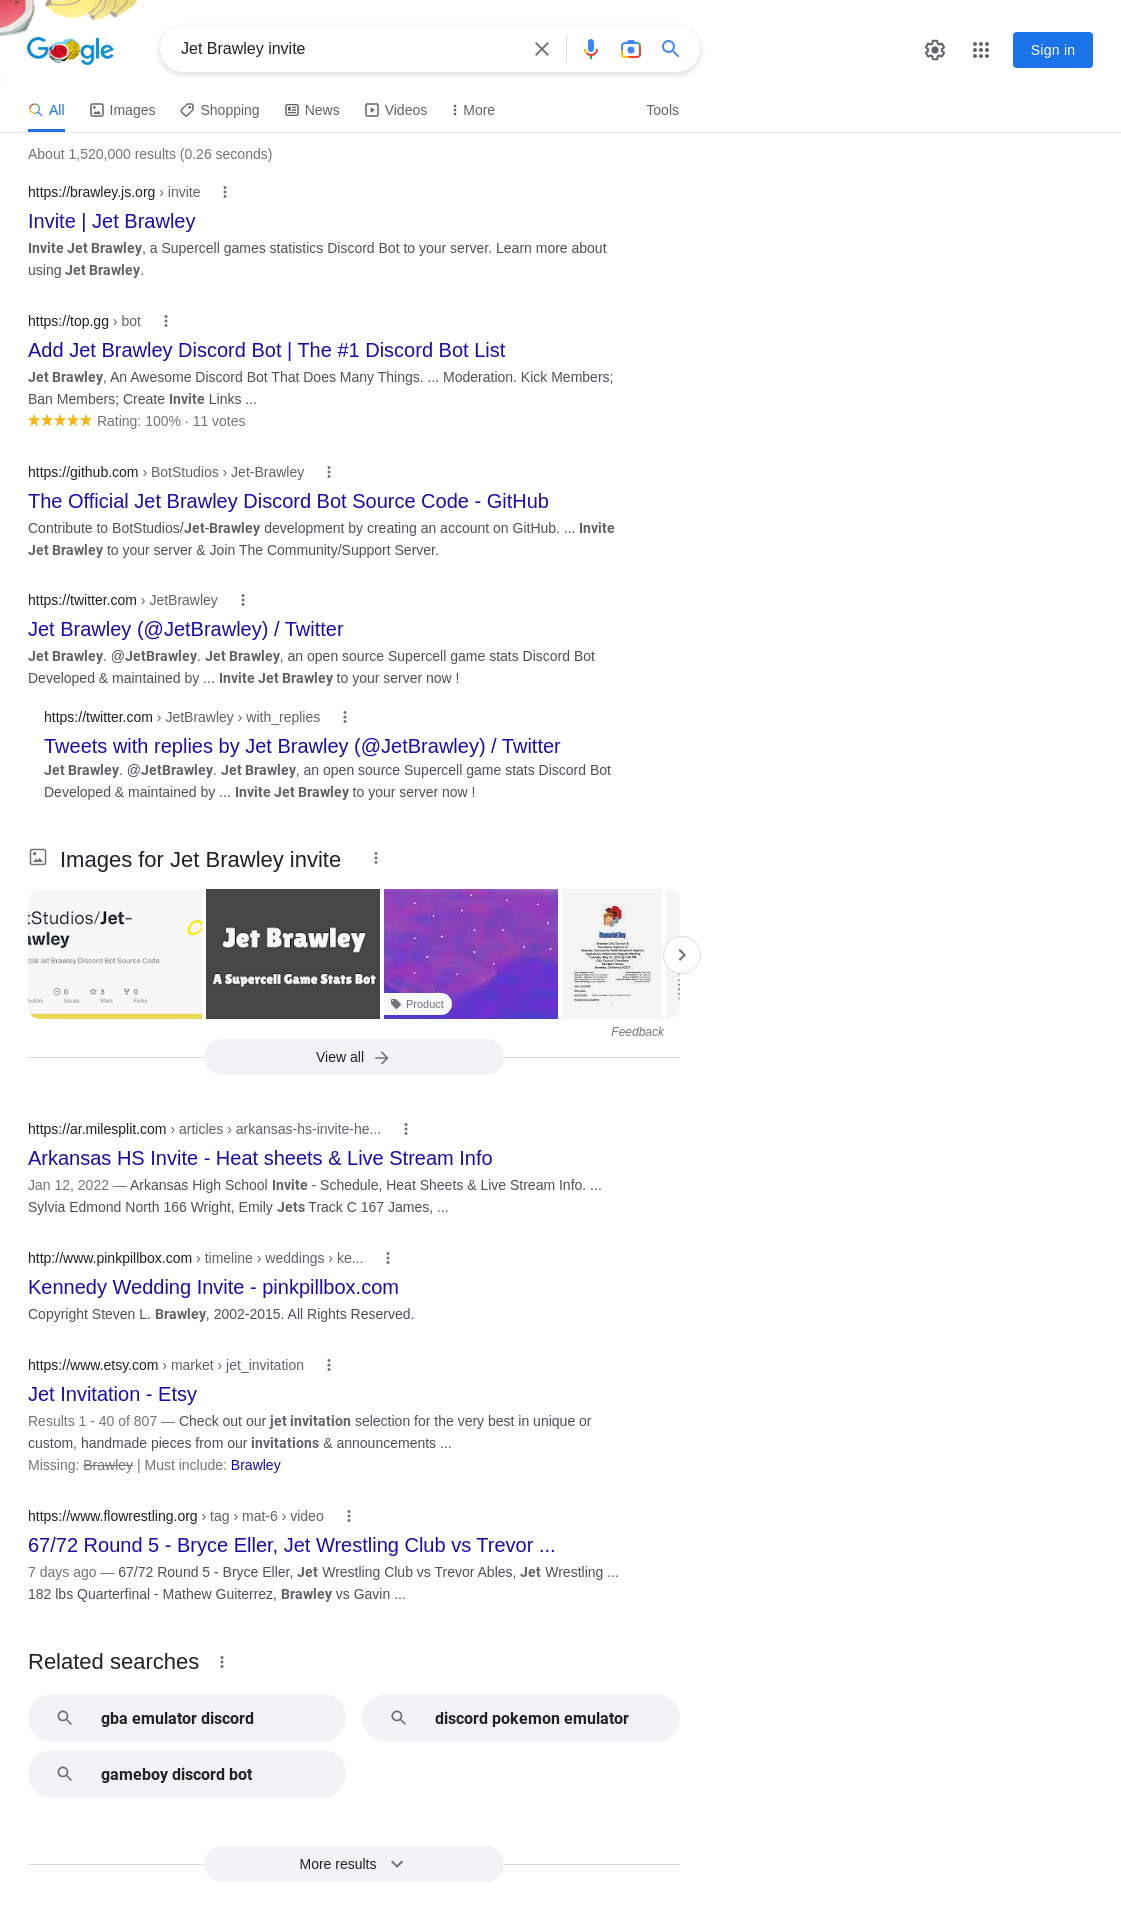 Google
Jet Brawley invite
Sign in
All
Images
Shopping
News
Videos
More
Tools
About 1,520,000 results (0.26 seconds)
https://brawley.js.org › invite
Invite | Jet Brawley
Invite Jet Brawley, a Supercell games statistics Discord Bot to your server. Learn more about
using Jet Brawley.
https://top.gg › bot
Add Jet Brawley Discord Bot | The #1 Discord Bot List
Jet Brawley, An Awesome Discord Bot That Does Many Things. ... Moderation. Kick Members;
Ban Members; Create Invite Links ...
Rating: 100% · 11 votes
https://github.com › BotStudios › Jet-Brawley
The Official Jet Brawley Discord Bot Source Code - GitHub
Contribute to BotStudios/Jet-Brawley development by creating an account on GitHub. ... Invite
Jet Brawley to your server & Join The Community/Support Server.
https://twitter.com › JetBrawley
Jet Brawley (@JetBrawley) / Twitter
Jet Brawley. @JetBrawley. Jet Brawley, an open source Supercell game stats Discord Bot
Developed & maintained by ... Invite Jet Brawley to your server now !
https://twitter.com › JetBrawley › with_replies
Tweets with replies by Jet Brawley (@JetBrawley) / Twitter
Jet Brawley. @JetBrawley. Jet Brawley, an open source Supercell game stats Discord Bot
Developed & maintained by ... Invite Jet Brawley to your server now !
Images for Jet Brawley invite
tStudios/Jet-
awley
cial Jet Brawley Discord Bot Source Code
0
3
0
butors
Issues
Stars
Forks
Jet Brawley
A Supercell Game Stats Bot
Product
Memorial Day
Feedback
View all
https://ar.milesplit.com › articles › arkansas-hs-invite-he...
Arkansas HS Invite - Heat sheets & Live Stream Info
Jan 12, 2022 — Arkansas High School Invite - Schedule, Heat Sheets & Live Stream Info. ...
Sylvia Edmond North 166 Wright, Emily Jets Track C 167 James, ...
http://www.pinkpillbox.com › timeline › weddings › ke...
Kennedy Wedding Invite - pinkpillbox.com
Copyright Steven L. Brawley, 2002-2015. All Rights Reserved.
https://www.etsy.com › market › jet_invitation
Jet Invitation - Etsy
Results 1 - 40 of 807 — Check out our jet invitation selection for the very best in unique or
custom, handmade pieces from our invitations & announcements ...
Missing: Brawley | Must include: Brawley
https://www.flowrestling.org › tag › mat-6 › video
67/72 Round 5 - Bryce Eller, Jet Wrestling Club vs Trevor ...
7 days ago — 67/72 Round 5 - Bryce Eller, Jet Wrestling Club vs Trevor Ables, Jet Wrestling ...
182 lbs Quarterfinal - Mathew Guiterrez, Brawley vs Gavin ...
Related searches
gba emulator discord
discord pokemon emulator
gameboy discord bot
More results